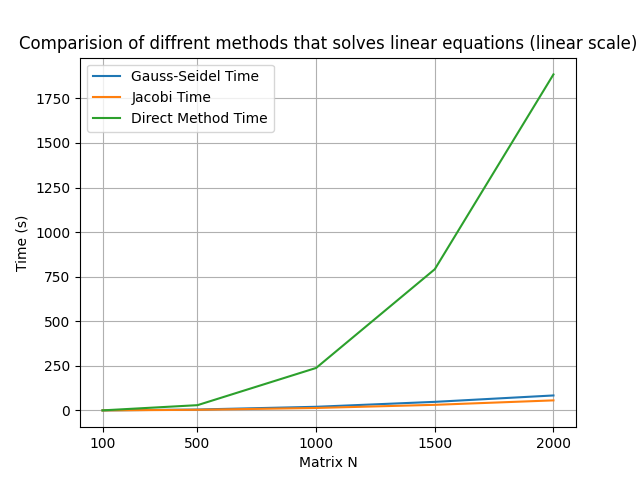 Comparision of diffrent methods that solves linear equations (linear scale)
Gauss-Seidel Time
Jacobi Time
Direct Method Time
1750
1500
1250
1000
750
500
250
0
Time (s)
100 500 1000 1500 2000
Matrix N